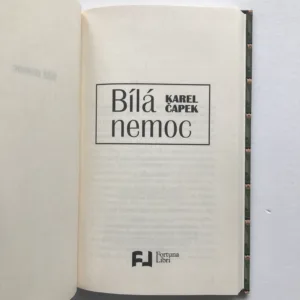 Bílá
KAREL
ČAPEK
nemoc
Fortuna
Libri